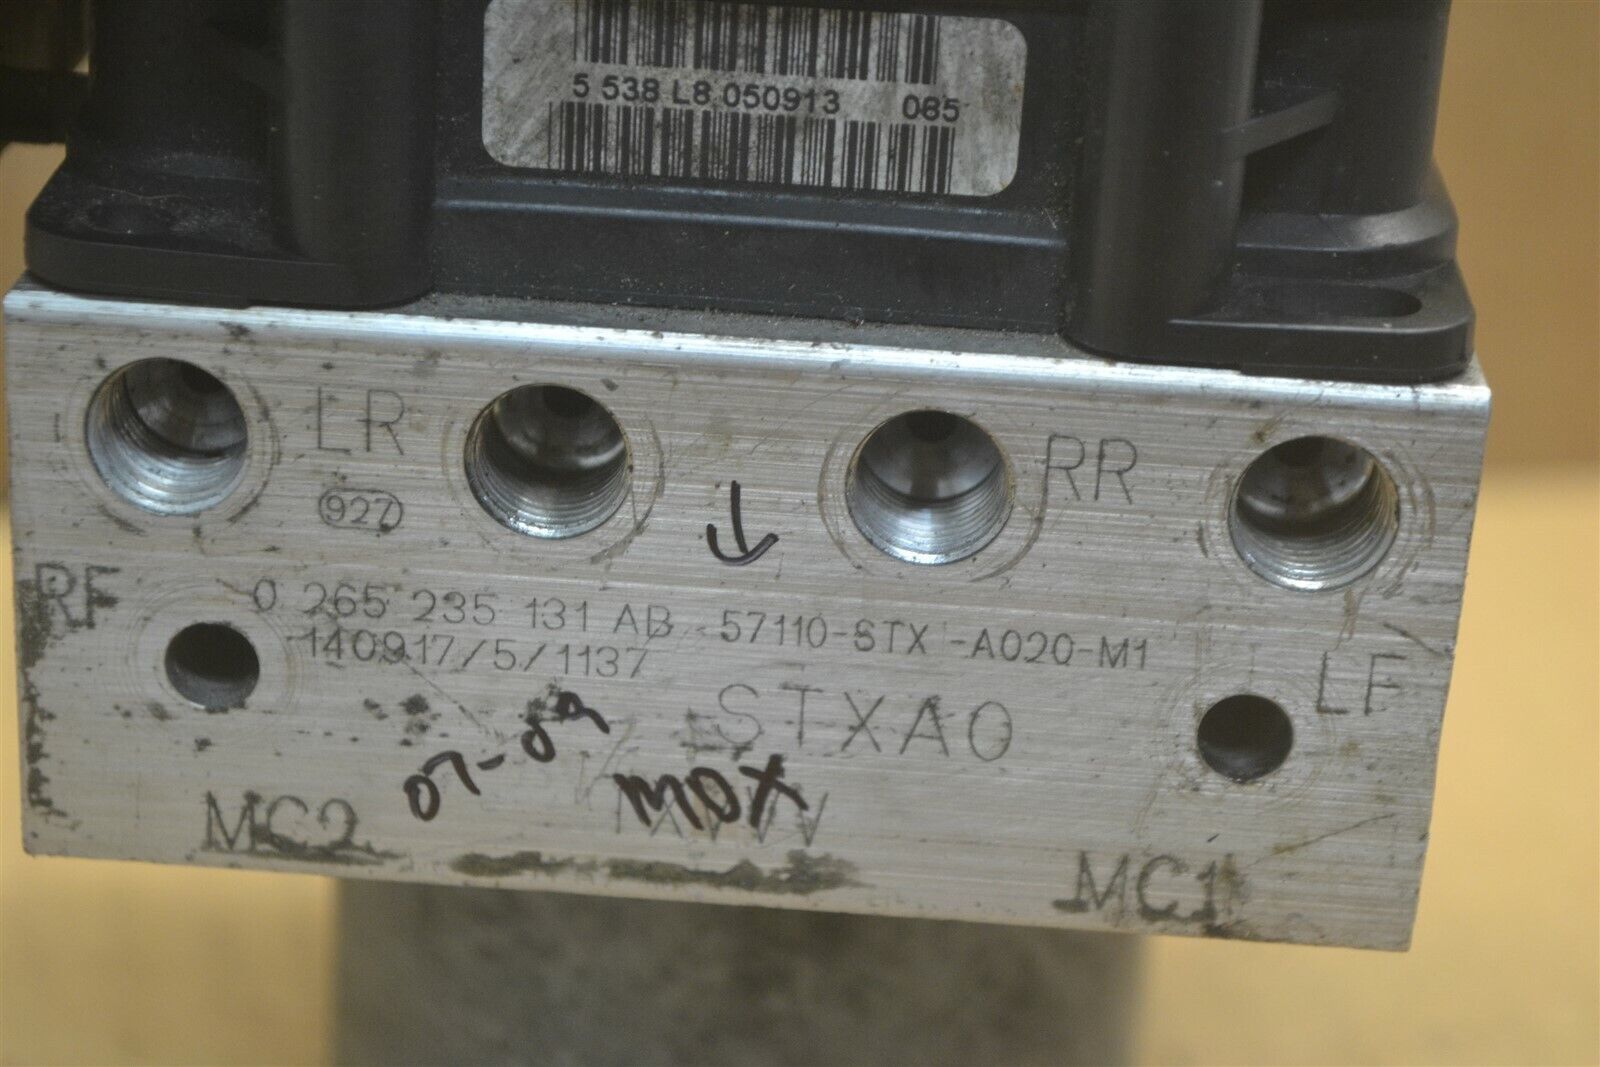 5 538 L8 050913 085
LR
RR
927
RF
0 265 235 131 AB 57110-STX -A020-M1
140917/5/1137
LF
STXA0
07-09
MDX
MC2
MC1